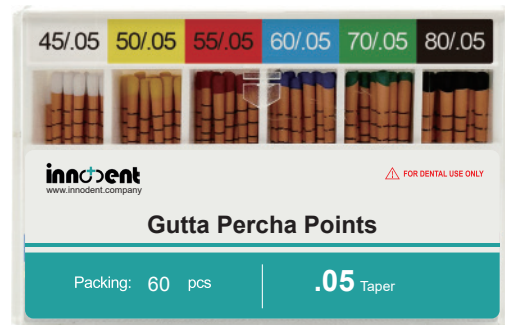 45/.05 50/.05 55/.05 60/.05 70/.05 80/.05
innodent
www.innodent.company
FOR DENTAL USE ONLY
Gutta Percha Points
Packing: 60 pcs
.05 Taper